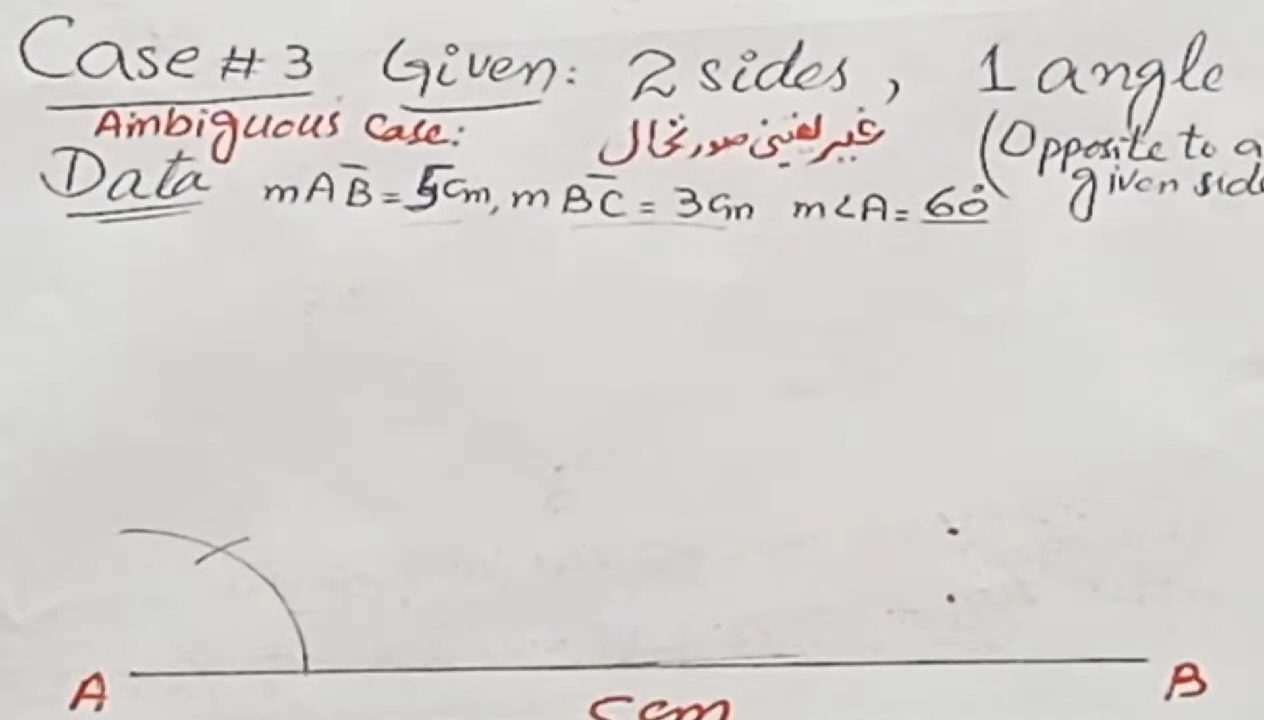 Case # 3 Given: 2 sides, 1 angle
Ambiguous Case: غیر یقینی صورتحال (Opposite to a
Data mAB = 5cm, mBC = 3cm m∠A = 60° given side
A B
5cm